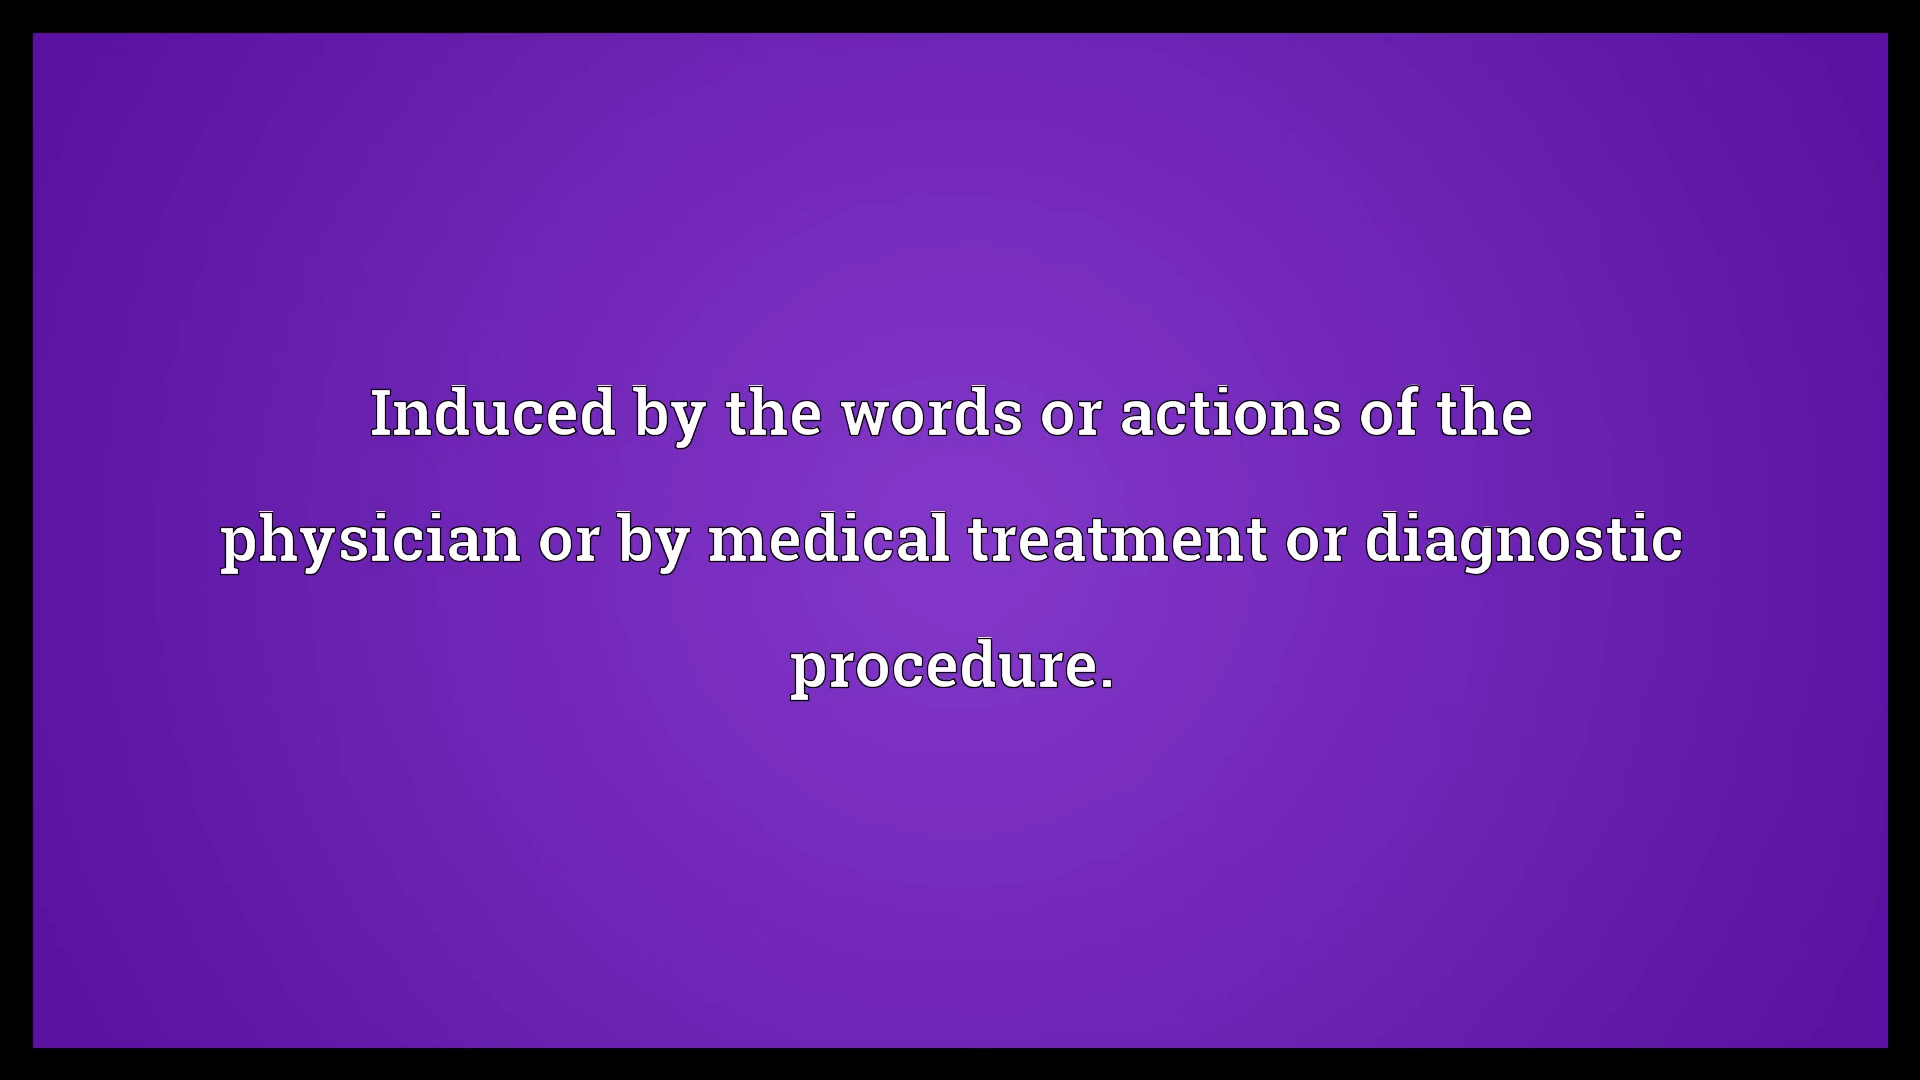 Induced by the words or actions of the
physician or by medical treatment or diagnostic
procedure.